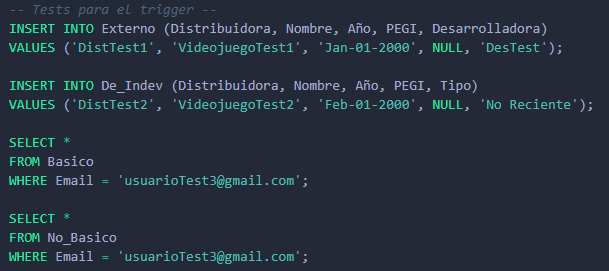 -- Tests para el trigger --
INSERT INTO Externo (Distribuidora, Nombre, Año, PEGI, Desarrolladora)
VALUES ('DistTest1', 'VideojuegoTest1', 'Jan-01-2000', NULL, 'DesTest');
INSERT INTO De_Indev (Distribuidora, Nombre, Año, PEGI, Tipo)
VALUES ('DistTest2', 'VideojuegoTest2', 'Feb-01-2000', NULL, 'No Reciente');
SELECT *
FROM Basico
WHERE Email = 'usuarioTest3@gmail.com';
SELECT *
FROM No_Basico
WHERE Email = 'usuarioTest3@gmail.com';